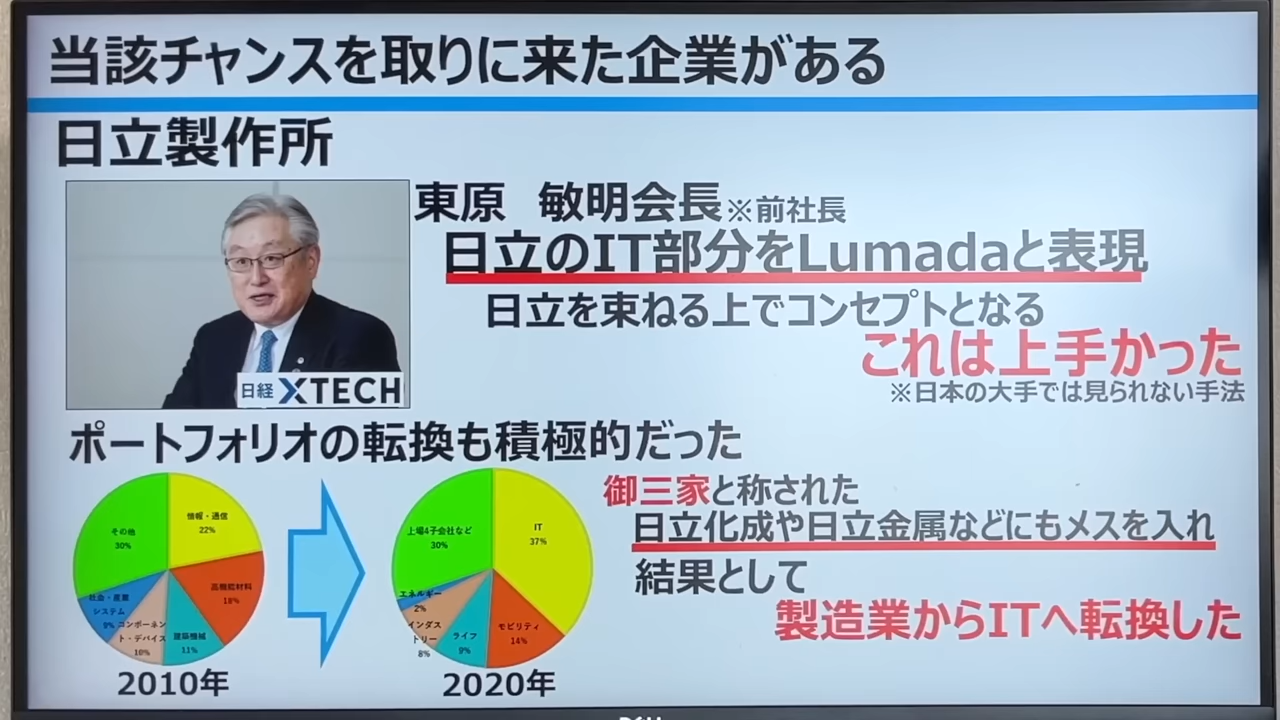 当該チャンスを取りに来た企業がある
日立製作所
東原 敏明会長※前社長
日立のIT部分をLumadaと表現
日立を束ねる上でコンセプトとなる
これは上手かった
※日本の大手では見られない手法
日経 XTECH
ポートフォリオの転換も積極的だった
情報・通信
22%
高機能材料
18%
建築機械
11%
コンポーネン
ト・デバイス
10%
社会・産業
システム
9%
その他
30%
2010年
IT
37%
モビリティ
14%
ライフ
9%
インダス
トリー
8%
エネルギー
2%
上場4子会社など
30%
2020年
御三家と称された
日立化成や日立金属などにもメスを入れ
結果として
製造業からITへ転換した